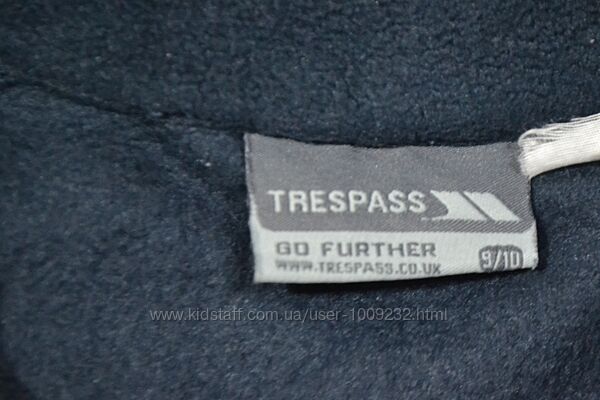 TRESPASS
GO FURTHER
WWW.TRESPASS.CO.UK
9/10
www.kidstaff.com.ua/user-1009232.html